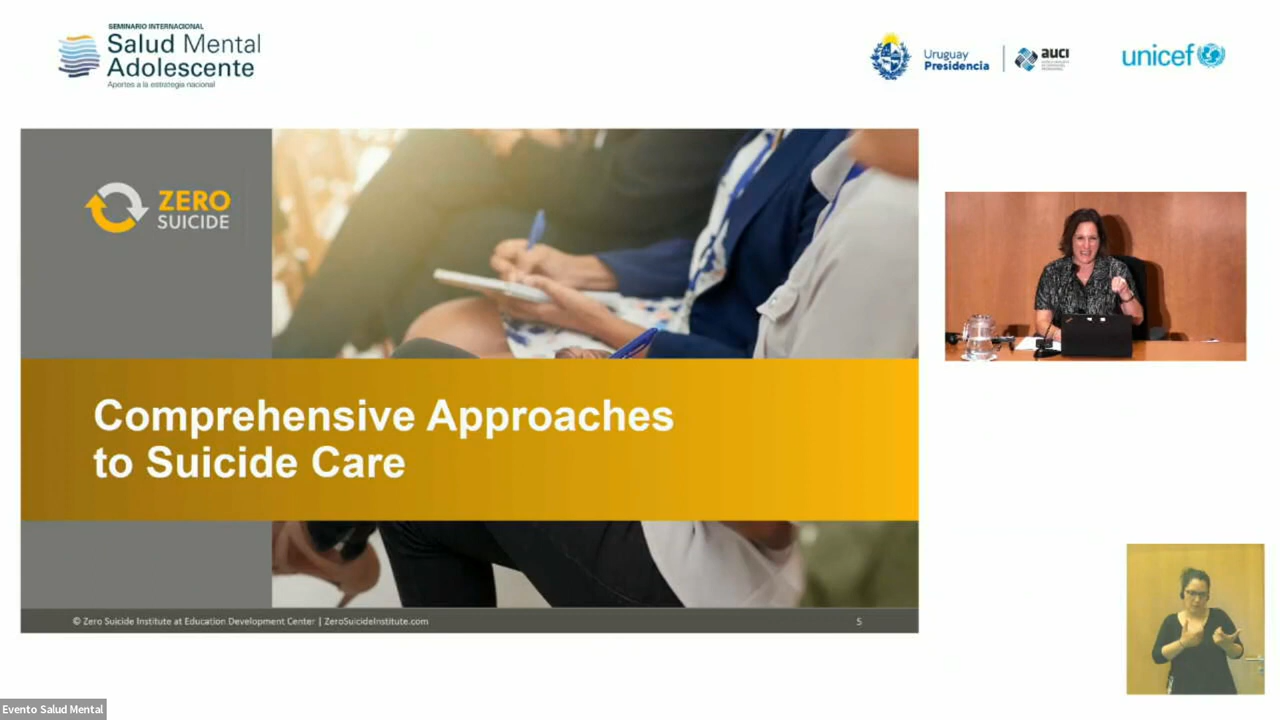 SEMINARIO INTERNACIONAL
Salud Mental
Adolescente
Aportes a la estrategia nacional
Uruguay
Presidencia
AUCI
unicef
ZERO
SUICIDE
Comprehensive Approaches
to Suicide Care
© Zero Suicide Institute at Education Development Center | ZeroSuicideInstitute.com
5
Evento Salud Mental